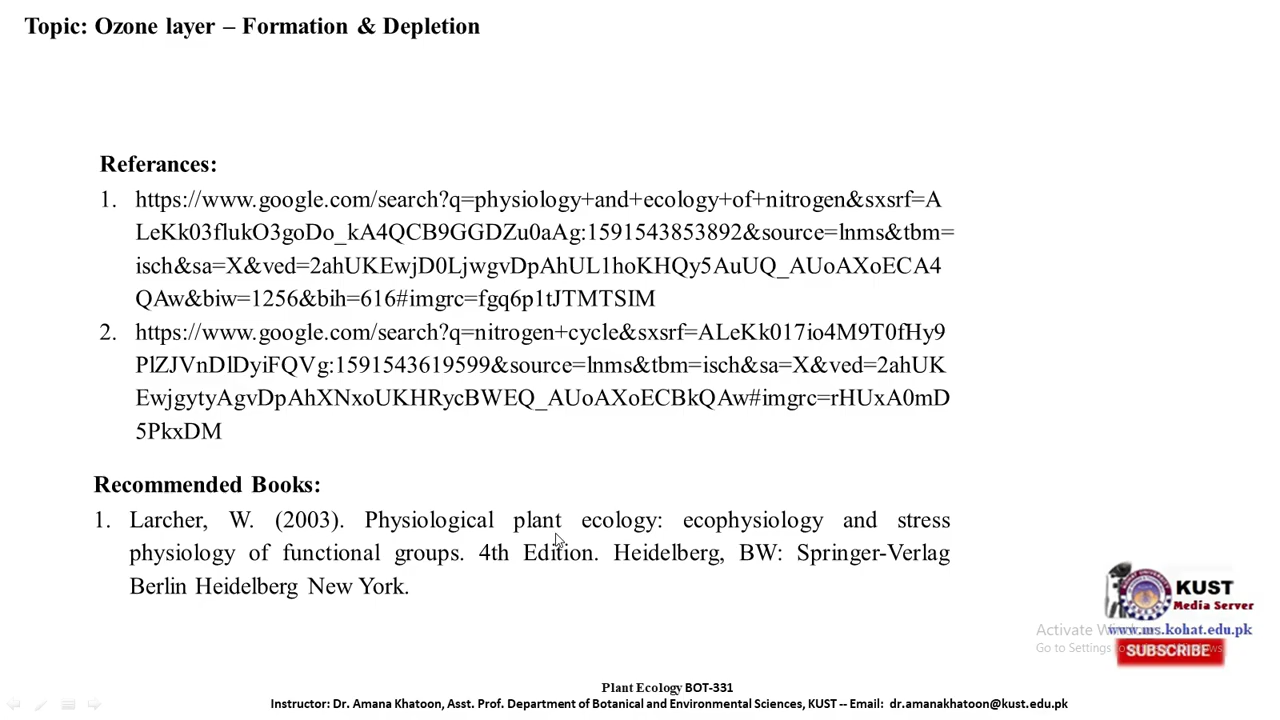 Topic: Ozone layer – Formation & Depletion
Referances:
1. https://www.google.com/search?q=physiology+and+ecology+of+nitrogen&sxsrf=A
LeKk03flukO3goDo_kA4QCB9GGDZu0aAg:1591543853892&source=lnms&tbm=
isch&sa=X&ved=2ahUKEwjD0LjwgvDpAhUL1hoKHQy5AuUQ_AUoAXoECA4
QAw&biw=1256&bih=616#imgrc=fgq6p1tJTMTSIM
2. https://www.google.com/search?q=nitrogen+cycle&sxsrf=ALeKk017io4M9T0fHy9
PlZJVnDlDyiFQVg:1591543619599&source=lnms&tbm=isch&sa=X&ved=2ahUK
EwjgytyAgvDpAhXNxoUKHRycBWEQ_AUoAXoECBkQAw#imgrc=rHUxA0mD
5PkxDM
Recommended Books:
1. Larcher, W. (2003). Physiological plant ecology: ecophysiology and stress
physiology of functional groups. 4th Edition. Heidelberg, BW: Springer-Verlag
Berlin Heidelberg New York.
KUST
Media Server
Activate
www.ms.kohat.edu.pk
Go to Settings
SUBSCRIBE
Plant Ecology BOT-331
Instructor: Dr. Amana Khatoon, Asst. Prof. Department of Botanical and Environmental Sciences, KUST -- Email: dr.amanakhatoon@kust.edu.pk